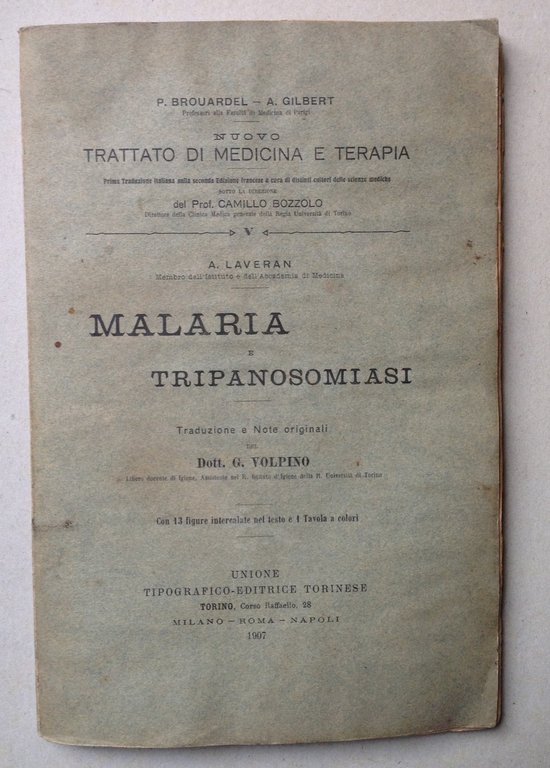 P. BROUARDEL — A. GILBERT
Professori alla Facoltà di Medicina di Parigi
NUOVO
TRATTATO DI MEDICINA E TERAPIA
Prima Traduzione italiana sulla seconda Edizione francese a cura di distinti cultori delle scienze mediche
SOTTO LA DIREZIONE
del Prof. CAMILLO BOZZOLO
Direttore della Clinica Medica generale della Regia Università di Torino
V
A. LAVERAN
Membro dell'Istituto e dell'Accademia di Medicina
MALARIA
E
TRIPANOSOMIASI
Traduzione e Note originali
DEL
Dott. G. VOLPINO
Libero docente di Igiene, Assistente nel R. Istituto d'Igiene della R. Università di Torino
Con 13 figure intercalate nel testo e 1 Tavola a colori
UNIONE
TIPOGRAFICO-EDITRICE TORINESE
TORINO, Corso Raffaello, 28
MILANO — ROMA — NAPOLI
1907